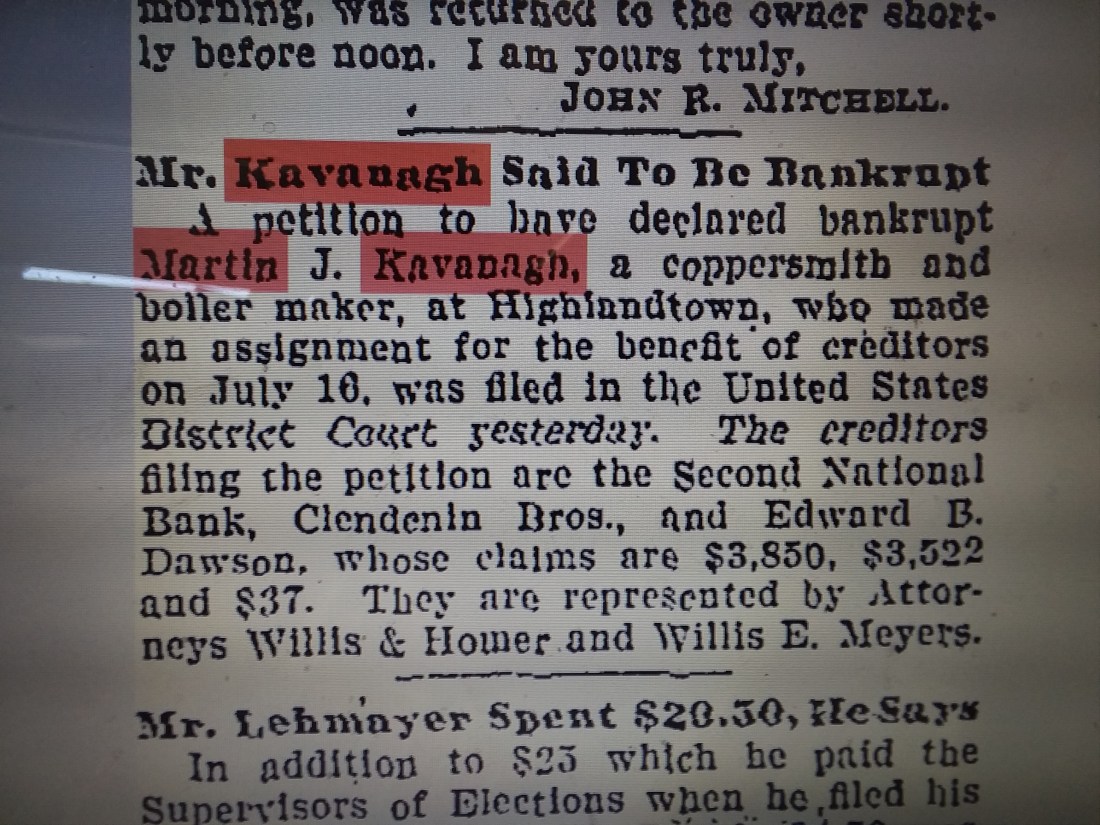 morning, was returned to the owner short-
ly before noon. I am yours truly,
JOHN R. MITCHELL.
Mr. Kavanagh Said To Be Bankrupt
A petition to have declared bankrupt
Martin J. Kavanagh, a coppersmith and
boiler maker, at Highlandtown, who made
an assignment for the benefit of creditors
on July 16, was filed in the United States
District Court yesterday. The creditors
filing the petition are the Second National
Bank, Clendenin Bros., and Edward B.
Dawson, whose claims are $3,850, $3,522
and $37. They are represented by Attor-
neys Willis & Homer and Willis E. Meyers.
Mr. Lehmayer Spent $20.50, He Says
In addition to $25 which he paid the
Supervisors of Elections when he filed his